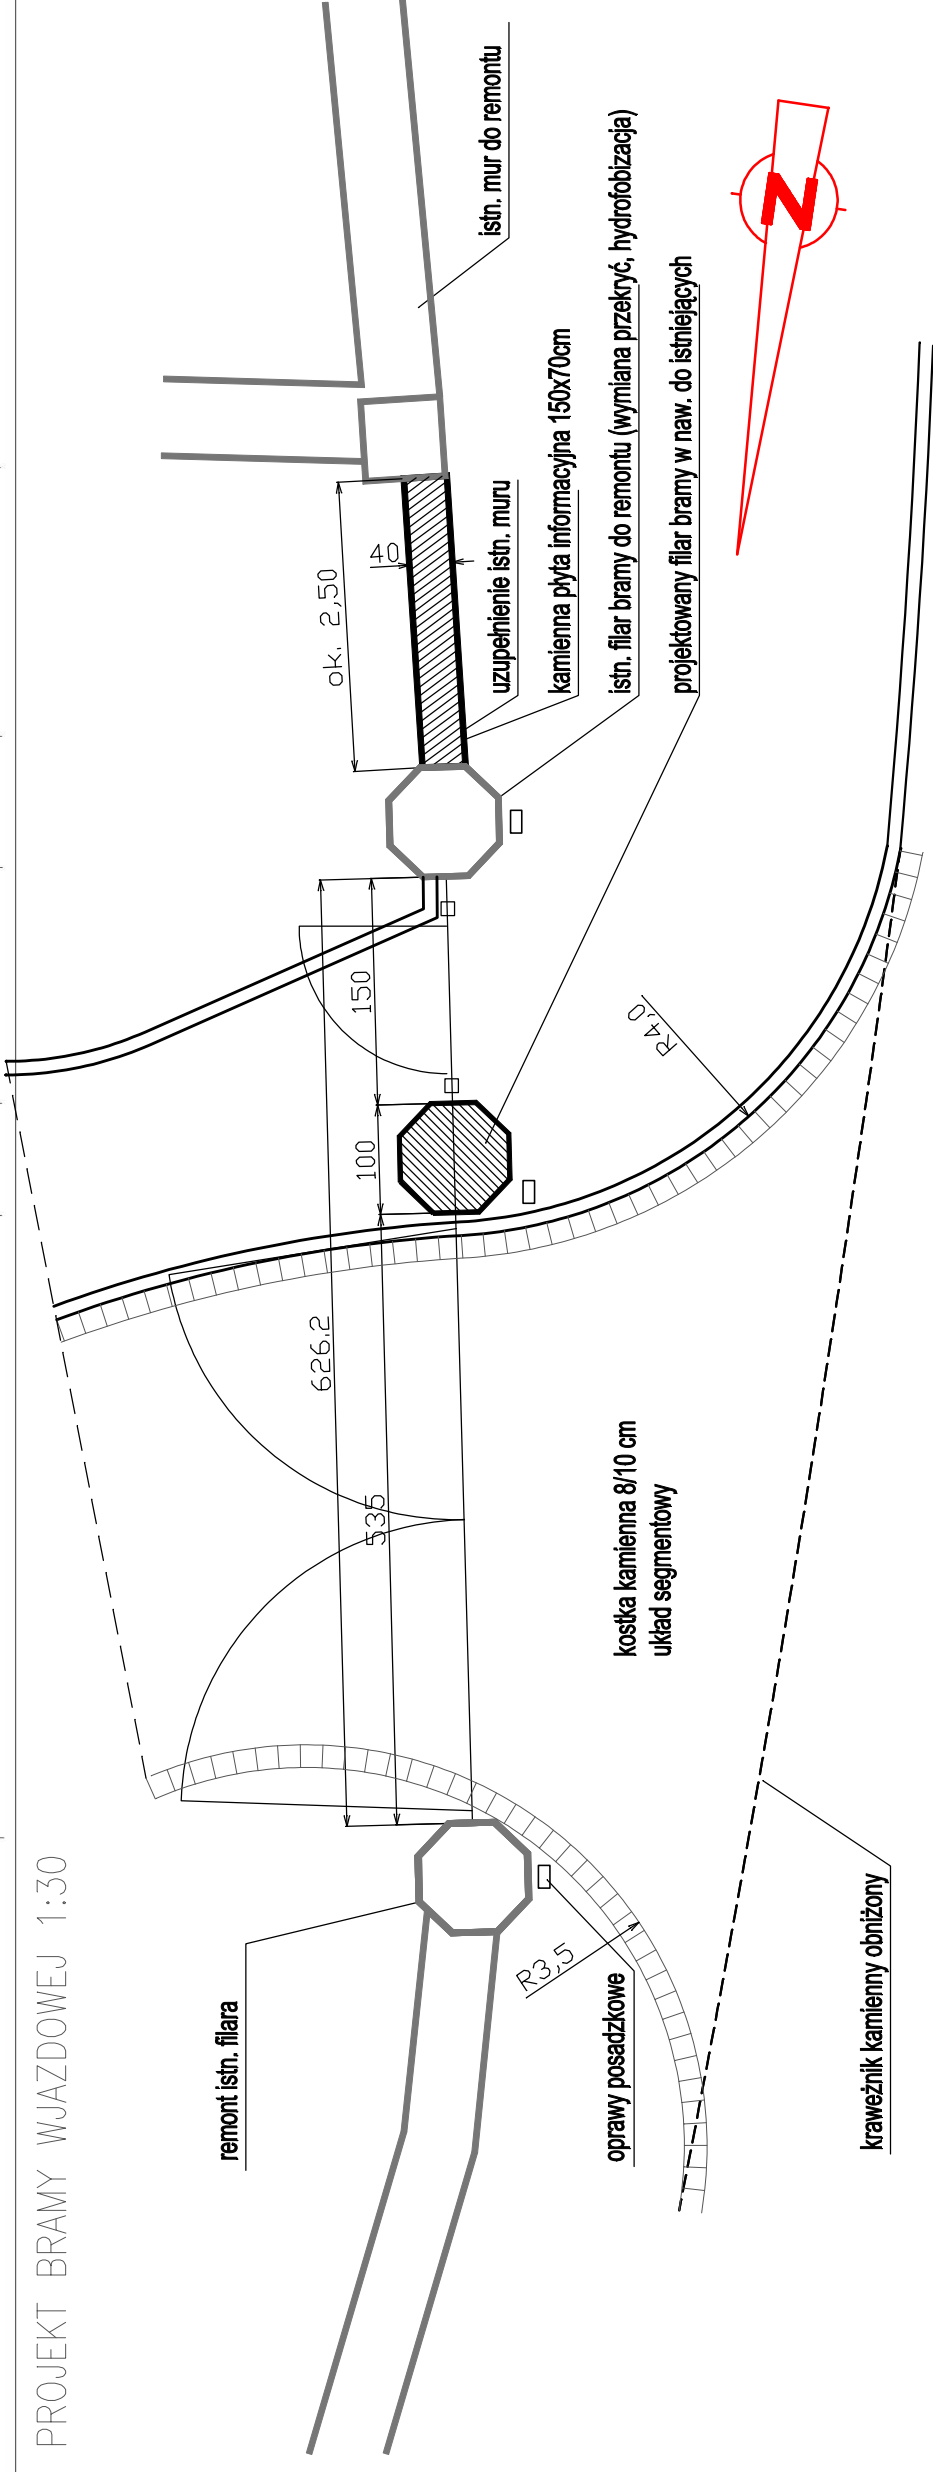 PROJEKT BRAMY WJAZDOWEJ 1:30
istn. mur do remontu
uzupełnienie istn. muru
kamienna płyta informacyjna 150x70cm
istn. filar bramy do remontu (wymiana przekryć, hydrofobizacja)
projektowany filar bramy w naw. do istniejących
N
ok. 2,50
40
150
100
626.2
535
R4,0
kostka kamienna 8/10 cm
układ segmentowy
remont istn. filara
R3,5
oprawy posadzkowe
kraweżnik kamienny obniżony